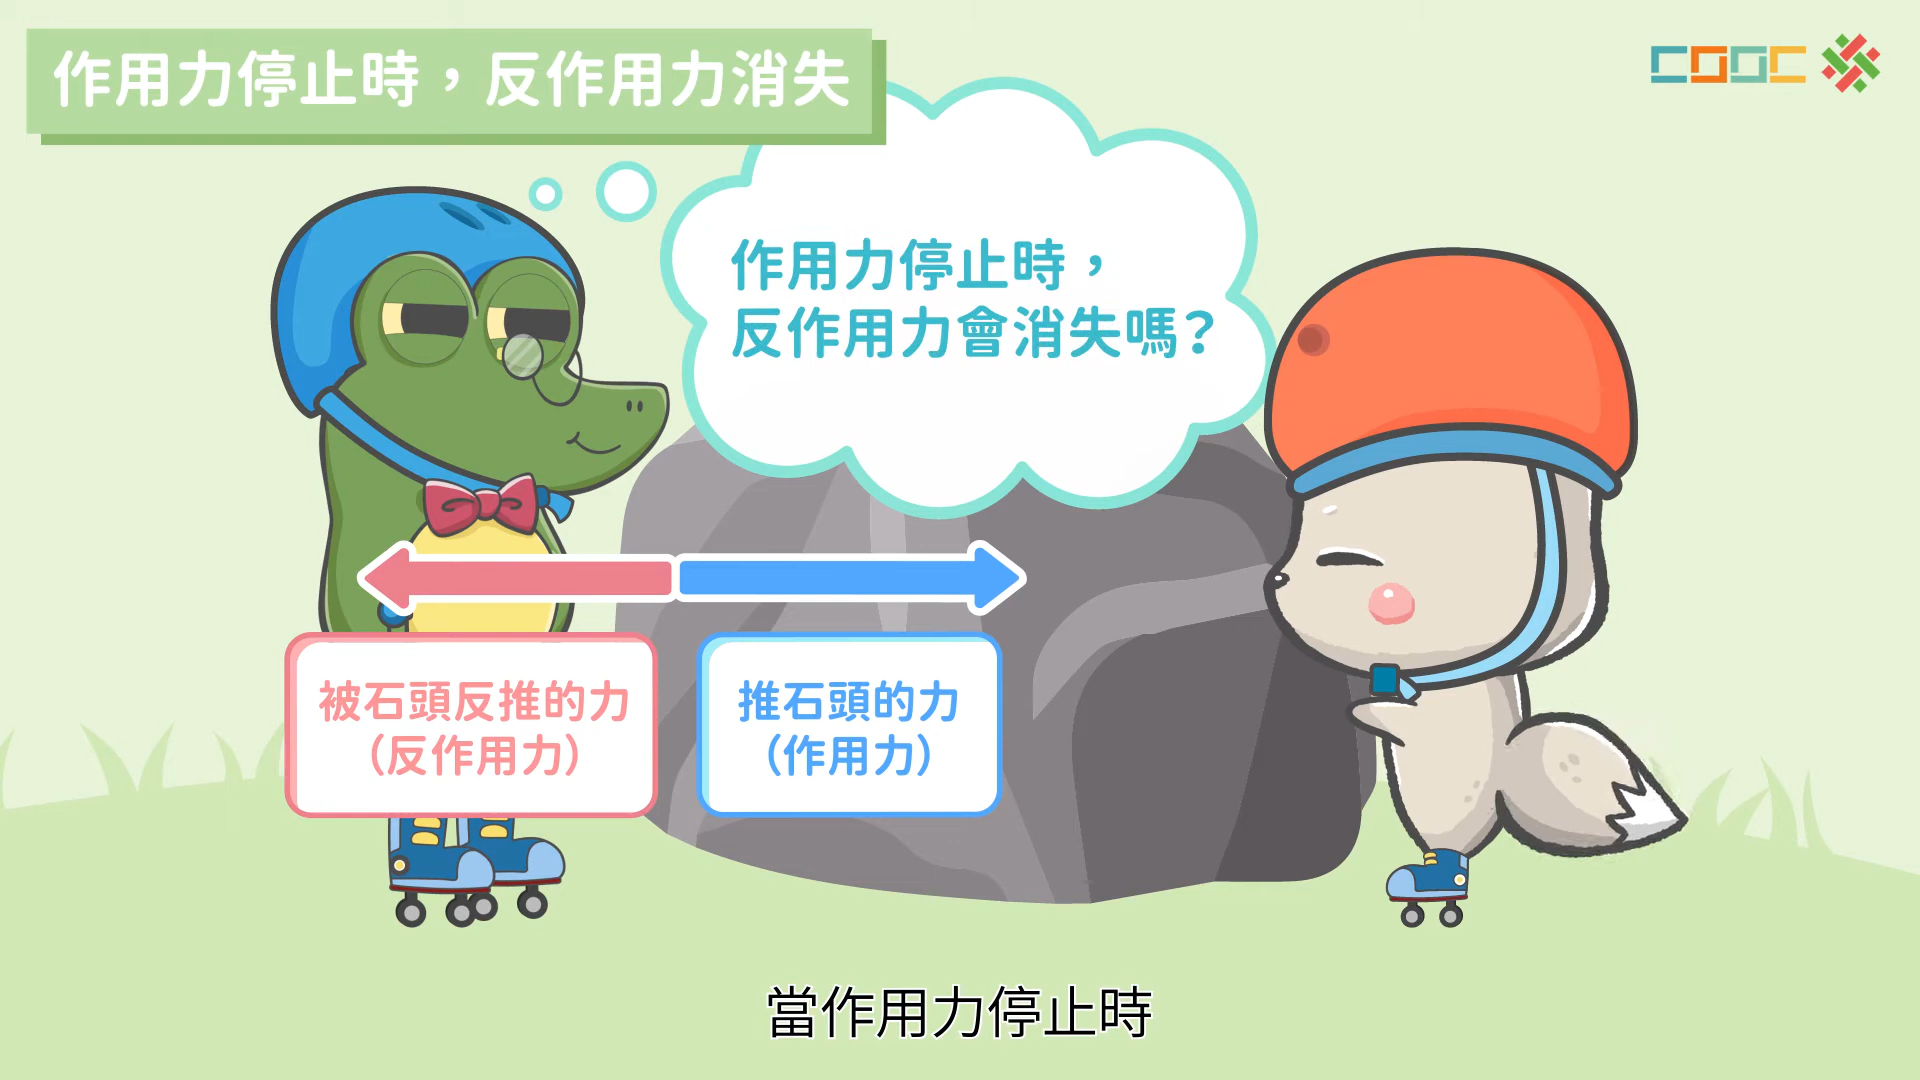 作用力停止時，反作用力消失
COOC
作用力停止時，
反作用力會消失嗎?
被石頭反推的力
(反作用力)
推石頭的力
(作用力)
當作用力停止時